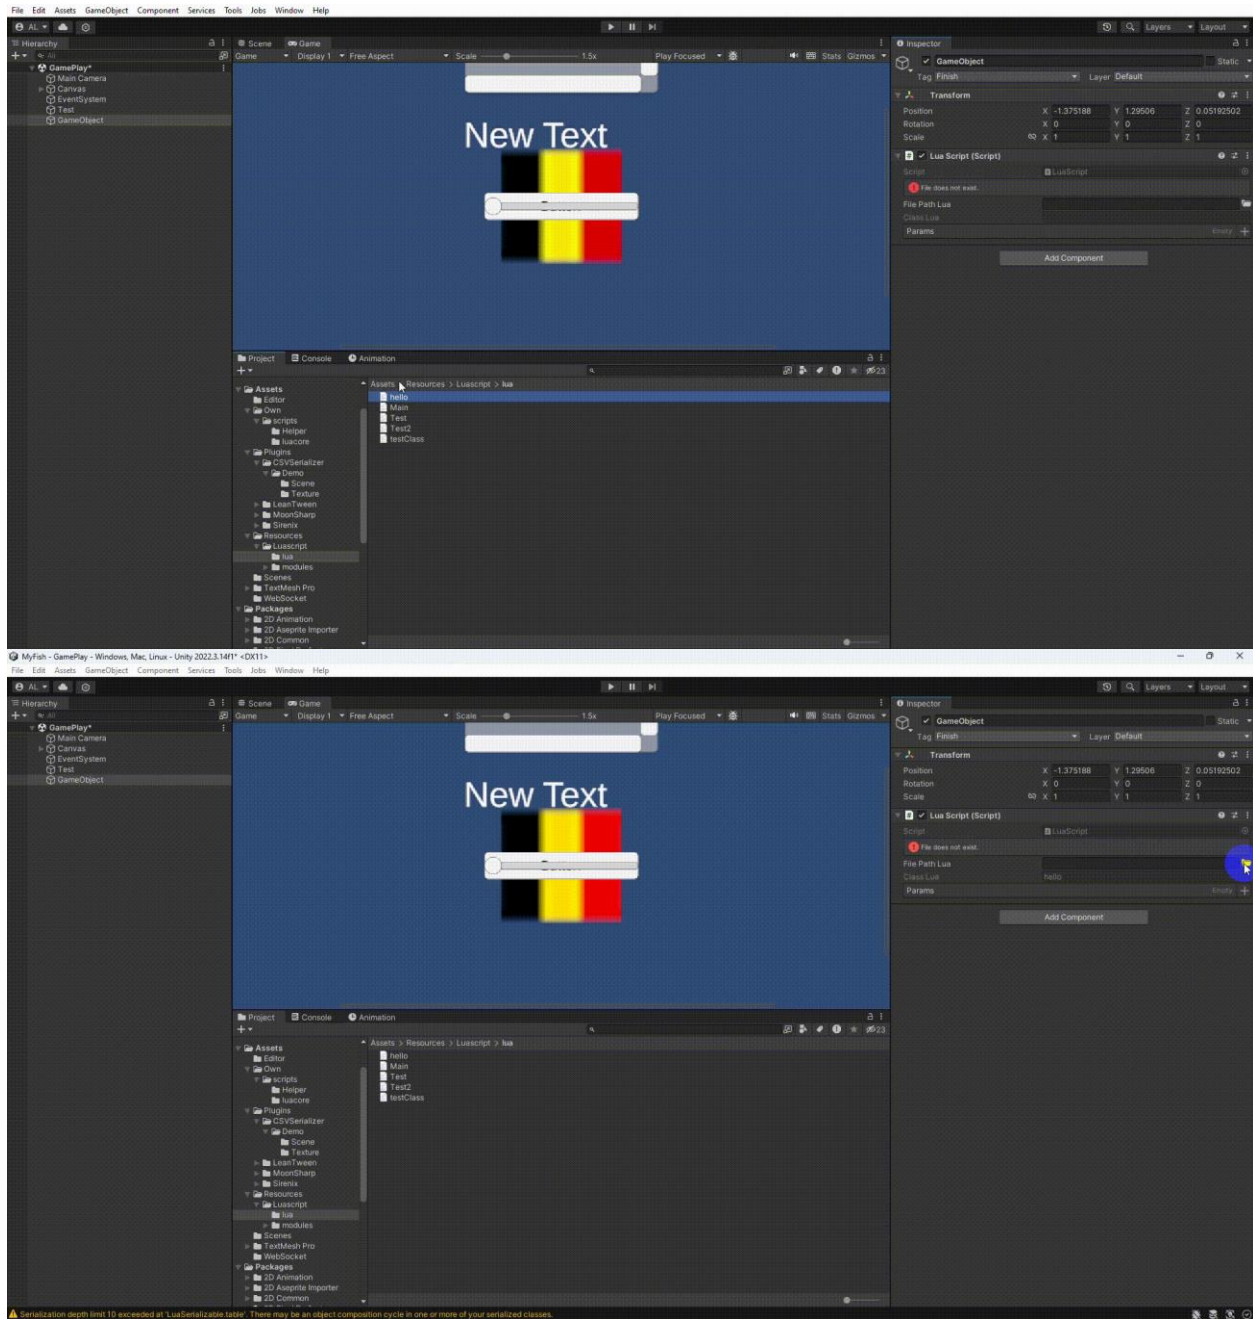 File Edit Assets GameObject Component Services Tools Jobs Window Help
AL
Layers Layout
Hierarchy
Scene Game
Inspector
All
Game Display 1 Free Aspect Scale 1.5x Play Focused Stats Gizmos
GameObject Static
GamePlay*
Main Camera
Canvas
EventSystem
Test
GameObject
Tag Finish Layer Default
Transform
Position X -1.375188 Y 1.29506 Z 0.05192502
Rotation X 0 Y 0 Z 0
Scale X 1 Y 1 Z 1
Lua Script (Script)
Script LuaScript
File does not exist.
File Path Lua
Class Lua
Params Empty
Add Component
New Text
Project Console Animation
23
Assets > Resources > Luascript > lua
hello
Main
Test
Test2
testClass
Assets
Editor
Own
scripts
Helper
luacore
Plugins
CSVSerializer
Demo
Scene
Texture
LeanTween
MoonSharp
Sirenix
Resources
Luascript
lua
modules
Scenes
TextMesh Pro
WebSocket
Packages
2D Animation
2D Aseprite Importer
2D Common
MyFish - GamePlay - Windows, Mac, Linux - Unity 2022.3.14f1* <DX11>
File Edit Assets GameObject Component Services Tools Jobs Window Help
AL
Layers Layout
Hierarchy
Scene Game
Inspector
All
Game Display 1 Free Aspect Scale 1.5x Play Focused Stats Gizmos
GameObject Static
GamePlay*
Main Camera
Canvas
EventSystem
Test
GameObject
Tag Finish Layer Default
Transform
Position X -1.375188 Y 1.29506 Z 0.05192502
Rotation X 0 Y 0 Z 0
Scale X 1 Y 1 Z 1
Lua Script (Script)
Script LuaScript
File does not exist.
File Path Lua
Class Lua hello
Params Empty
Add Component
New Text
Project Console Animation
23
Assets > Resources > Luascript > lua
hello
Main
Test
Test2
testClass
Assets
Editor
Own
scripts
Helper
luacore
Plugins
CSVSerializer
Demo
Scene
Texture
LeanTween
MoonSharp
Sirenix
Resources
Luascript
lua
modules
Scenes
TextMesh Pro
WebSocket
Packages
2D Animation
2D Aseprite Importer
2D Common
Serialization depth limit 10 exceeded at 'LuaSerializable.table'. There may be an object composition cycle in one or more of your serialized classes.